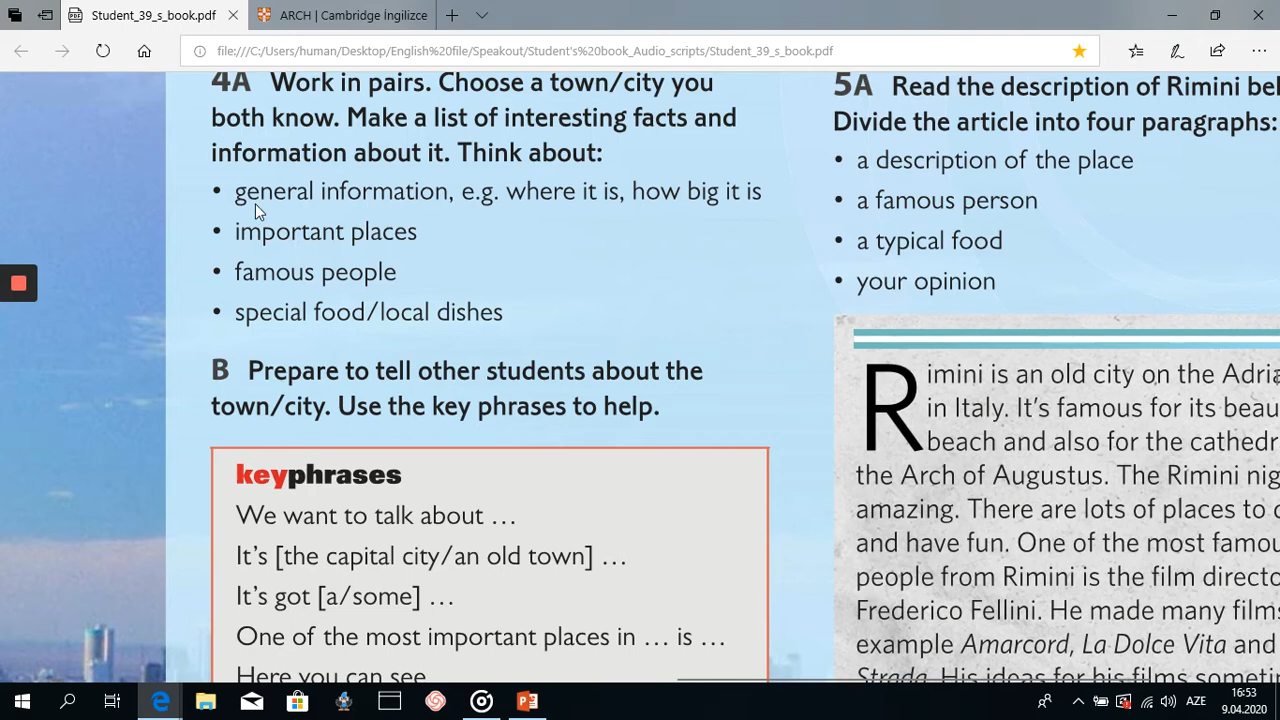 Student_39_s_book.pdf
ARCH | Cambridge İngilizce
file:///C:/Users/human/Desktop/English%20file/Speakout/Student's%20book_Audio_scripts/Student_39_s_book.pdf
4A Work in pairs. Choose a town/city you
both know. Make a list of interesting facts and
information about it. Think about:
• general information, e.g. where it is, how big it is
• important places
• famous people
• special food/local dishes
B Prepare to tell other students about the
town/city. Use the key phrases to help.
keyphrases
We want to talk about …
It's [the capital city/an old town] …
It's got [a/some] …
One of the most important places in … is …
Here you can see
5A Read the description of Rimini bel
Divide the article into four paragraphs:
• a description of the place
• a famous person
• a typical food
• your opinion
Rimini is an old city on the Adria
in Italy. It's famous for its beau
beach and also for the cathedr
the Arch of Augustus. The Rimini nig
amazing. There are lots of places to
and have fun. One of the most famou
people from Rimini is the film direct
Frederico Fellini. He made many films
example Amarcord, La Dolce Vita and
Strada. His ideas for his films someti
AZE
16:53
9.04.2020